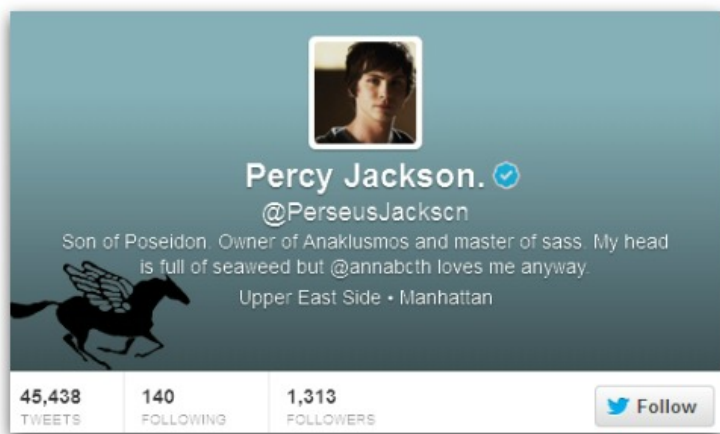 Percy Jackson.
@PerseusJackscn
Son of Poseidon. Owner of Anaklusmos and master of sass. My head
is full of seaweed but @annabcth loves me anyway.
Upper East Side • Manhattan
45,438 140 1,313
TWEETS FOLLOWING FOLLOWERS
Follow